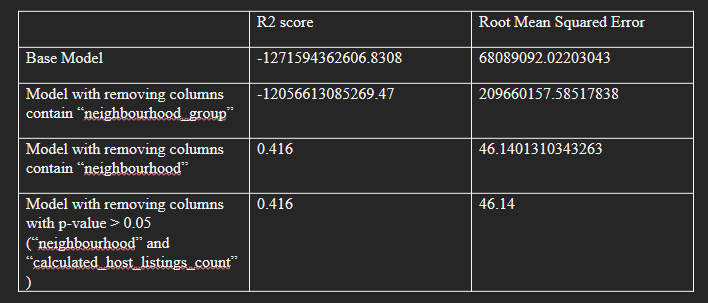 R2 score Root Mean Squared Error
Base Model -1271594362606.8308 68089092.02203043
Model with removing columns -12056613085269.47 209660157.58517838
contain “neighbourhood_group”
Model with removing columns 0.416 46.1401310343263
contain “neighbourhood”
Model with removing columns 0.416 46.14
with p-value > 0.05
(“neighbourhood” and
“calculated_host_listings_count”
)